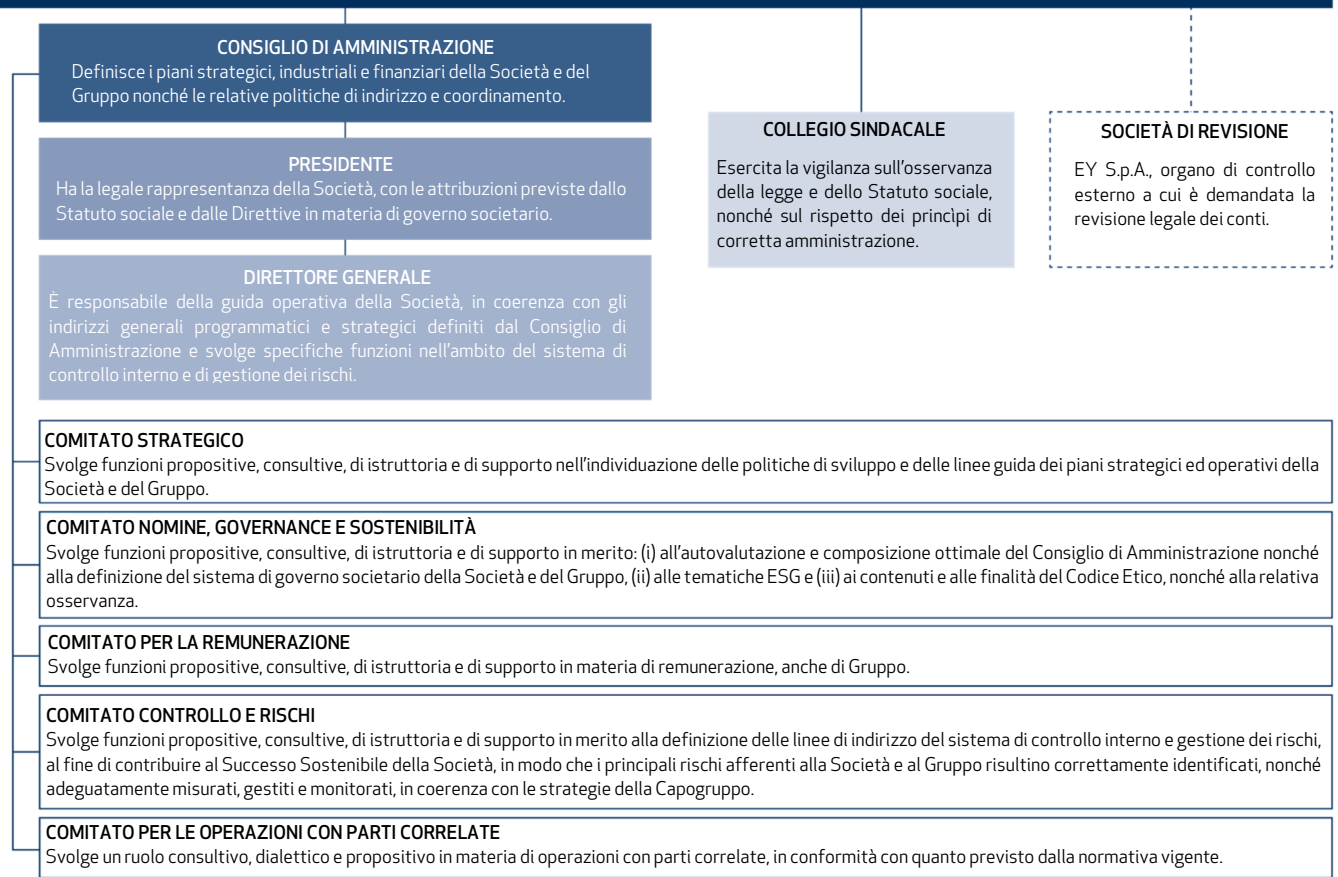 CONSIGLIO DI AMMINISTRAZIONE
Definisce i piani strategici, industriali e finanziari della Società e del
Gruppo nonché le relative politiche di indirizzo e coordinamento.
PRESIDENTE
Ha la legale rappresentanza della Società, con le attribuzioni previste dallo
Statuto sociale e dalle Direttive in materia di governo societario.
DIRETTORE GENERALE
È responsabile della guida operativa della Società, in coerenza con gli
indirizzi generali programmatici e strategici definiti dal Consiglio di
Amministrazione e svolge specifiche funzioni nell'ambito del sistema di
controllo interno e di gestione dei rischi.
COLLEGIO SINDACALE
Esercita la vigilanza sull'osservanza
della legge e dello Statuto sociale,
nonché sul rispetto dei princìpi di
corretta amministrazione.
SOCIETÀ DI REVISIONE
EY S.p.A., organo di controllo
esterno a cui è demandata la
revisione legale dei conti.
COMITATO STRATEGICO
Svolge funzioni propositive, consultive, di istruttoria e di supporto nell'individuazione delle politiche di sviluppo e delle linee guida dei piani strategici ed operativi della
Società e del Gruppo.
COMITATO NOMINE, GOVERNANCE E SOSTENIBILITÀ
Svolge funzioni propositive, consultive, di istruttoria e di supporto in merito: (i) all'autovalutazione e composizione ottimale del Consiglio di Amministrazione nonché
alla definizione del sistema di governo societario della Società e del Gruppo, (ii) alle tematiche ESG e (iii) ai contenuti e alle finalità del Codice Etico, nonché alla relativa
osservanza.
COMITATO PER LA REMUNERAZIONE
Svolge funzioni propositive, consultive, di istruttoria e di supporto in materia di remunerazione, anche di Gruppo.
COMITATO CONTROLLO E RISCHI
Svolge funzioni propositive, consultive, di istruttoria e di supporto in merito alla definizione delle linee di indirizzo del sistema di controllo interno e gestione dei rischi,
al fine di contribuire al Successo Sostenibile della Società, in modo che i principali rischi afferenti alla Società e al Gruppo risultino correttamente identificati, nonché
adeguatamente misurati, gestiti e monitorati, in coerenza con le strategie della Capogruppo.
COMITATO PER LE OPERAZIONI CON PARTI CORRELATE
Svolge un ruolo consultivo, dialettico e propositivo in materia di operazioni con parti correlate, in conformità con quanto previsto dalla normativa vigente.